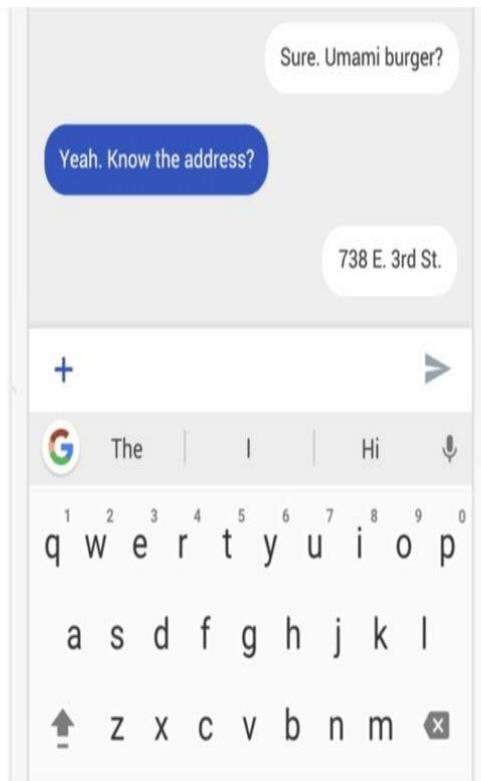 Sure. Umami burger?
Yeah. Know the address?
738 E. 3rd St.
+
G The I Hi
1 2 3 4 5 6 7 8 9 0
q w e r t y u i o p
a s d f g h j k l
z x c v b n m